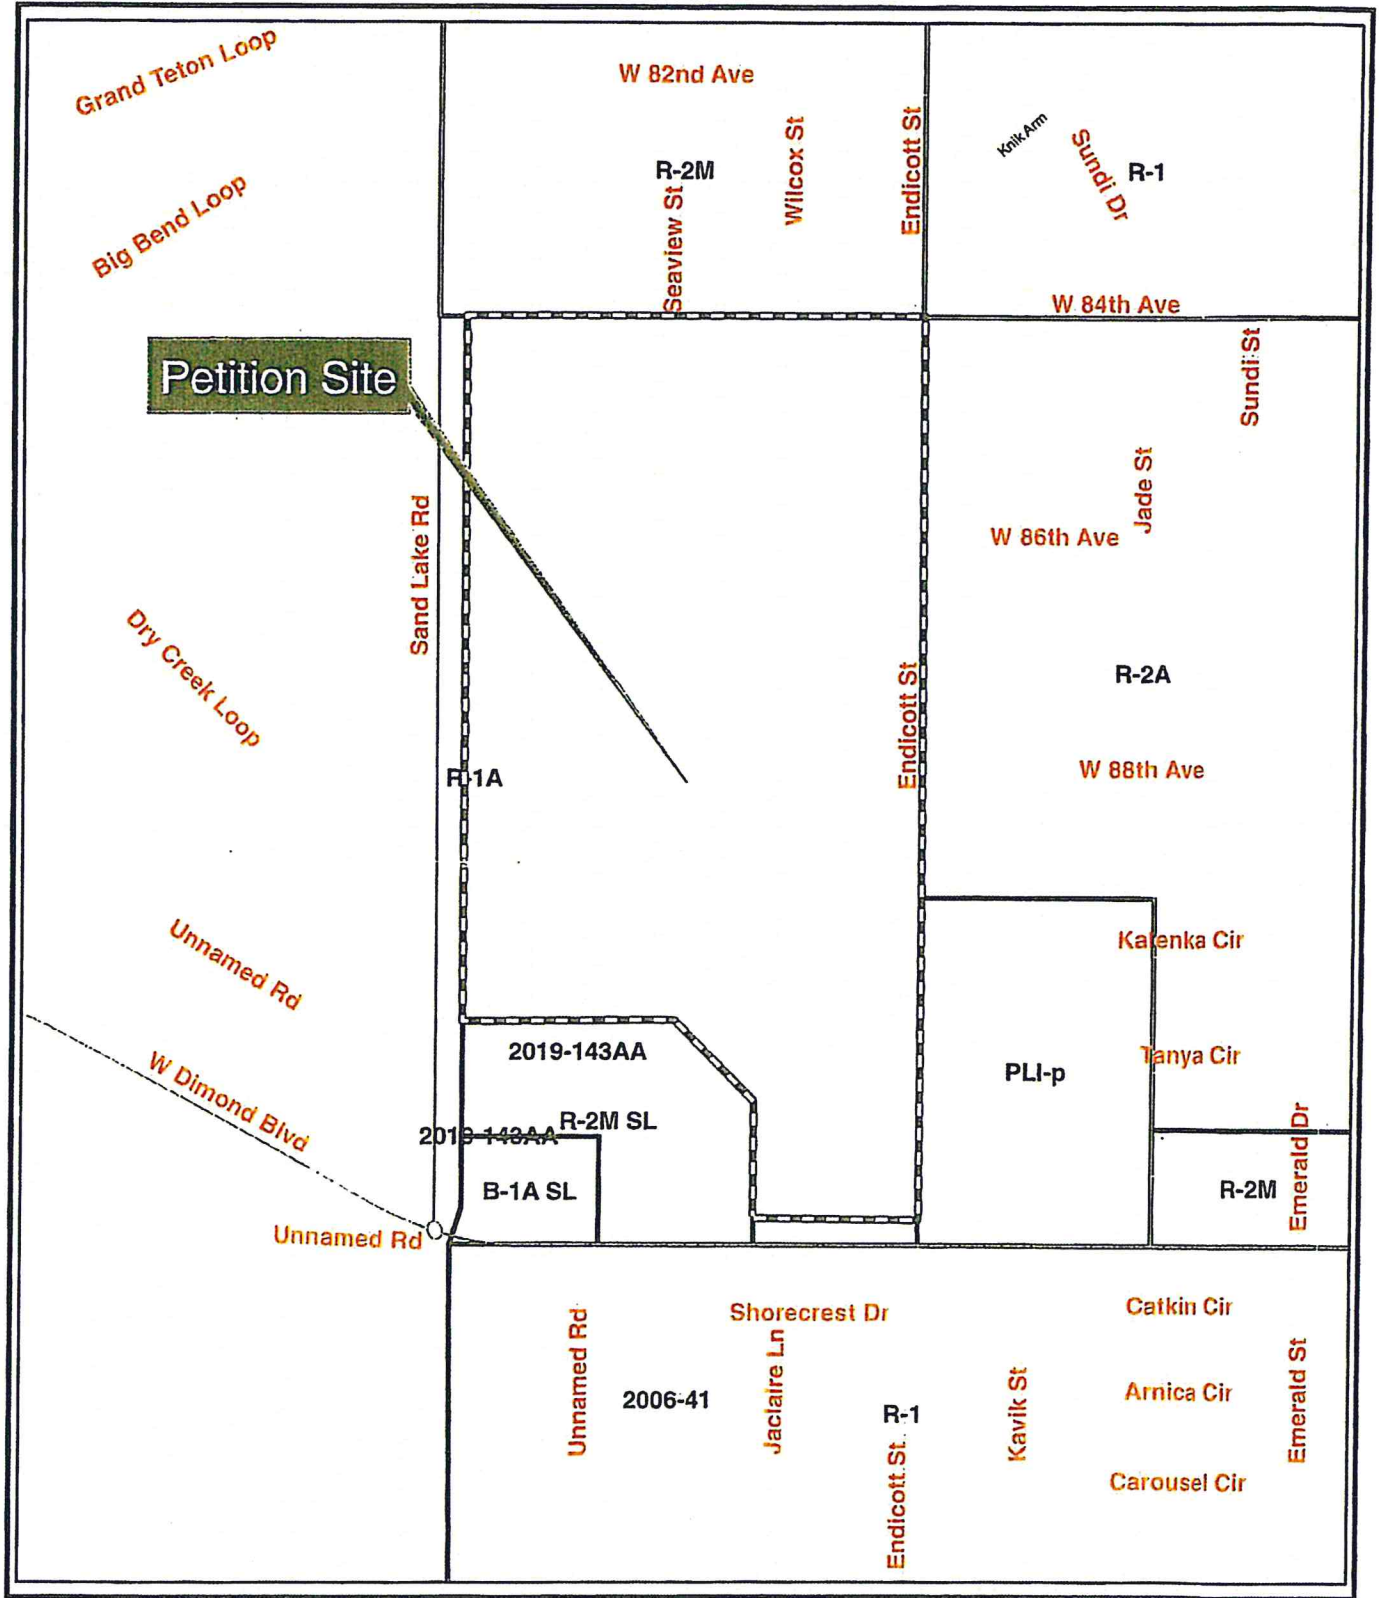 Grand Teton Loop
W 82nd Ave
Big Bend Loop
R-2M
Seaview St
Wilcox St
Endicott St
Knik Arm
Sundi Dr
R-1
W 84th Ave
Petition Site
Sand Lake Rd
Sundi St
Jade St
W 86th Ave
Dry Creek Loop
R-2A
Endicott St
W 88th Ave
R-1A
Unnamed Rd
Katenka Cir
2019-143AA
Tanya Cir
PLI-p
W Dimond Blvd
R-2M SL
2019-143AA
B-1A SL
R-2M
Emerald Dr
Unnamed Rd
Shorecrest Dr
Catkin Cir
Unnamed Rd
2006-41
Jaclaire Ln
R-1
Kavik St
Arnica Cir
Emerald St
Endicott St
Carousel Cir